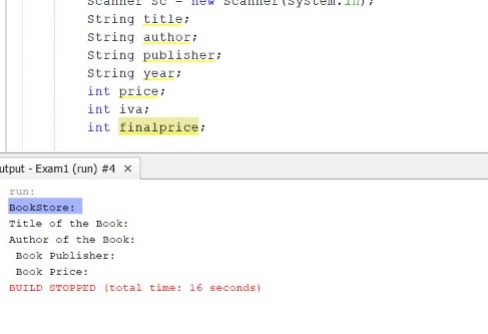 Scanner sc = new Scanner(System.in);
String title;
String author;
String publisher;
String year;
int price;
int iva;
int finalprice;
utput - Exam1 (run) #4 ×
run:
BookStore:
Title of the Book:
Author of the Book:
Book Publisher:
Book Price:
BUILD STOPPED (total time: 16 seconds)